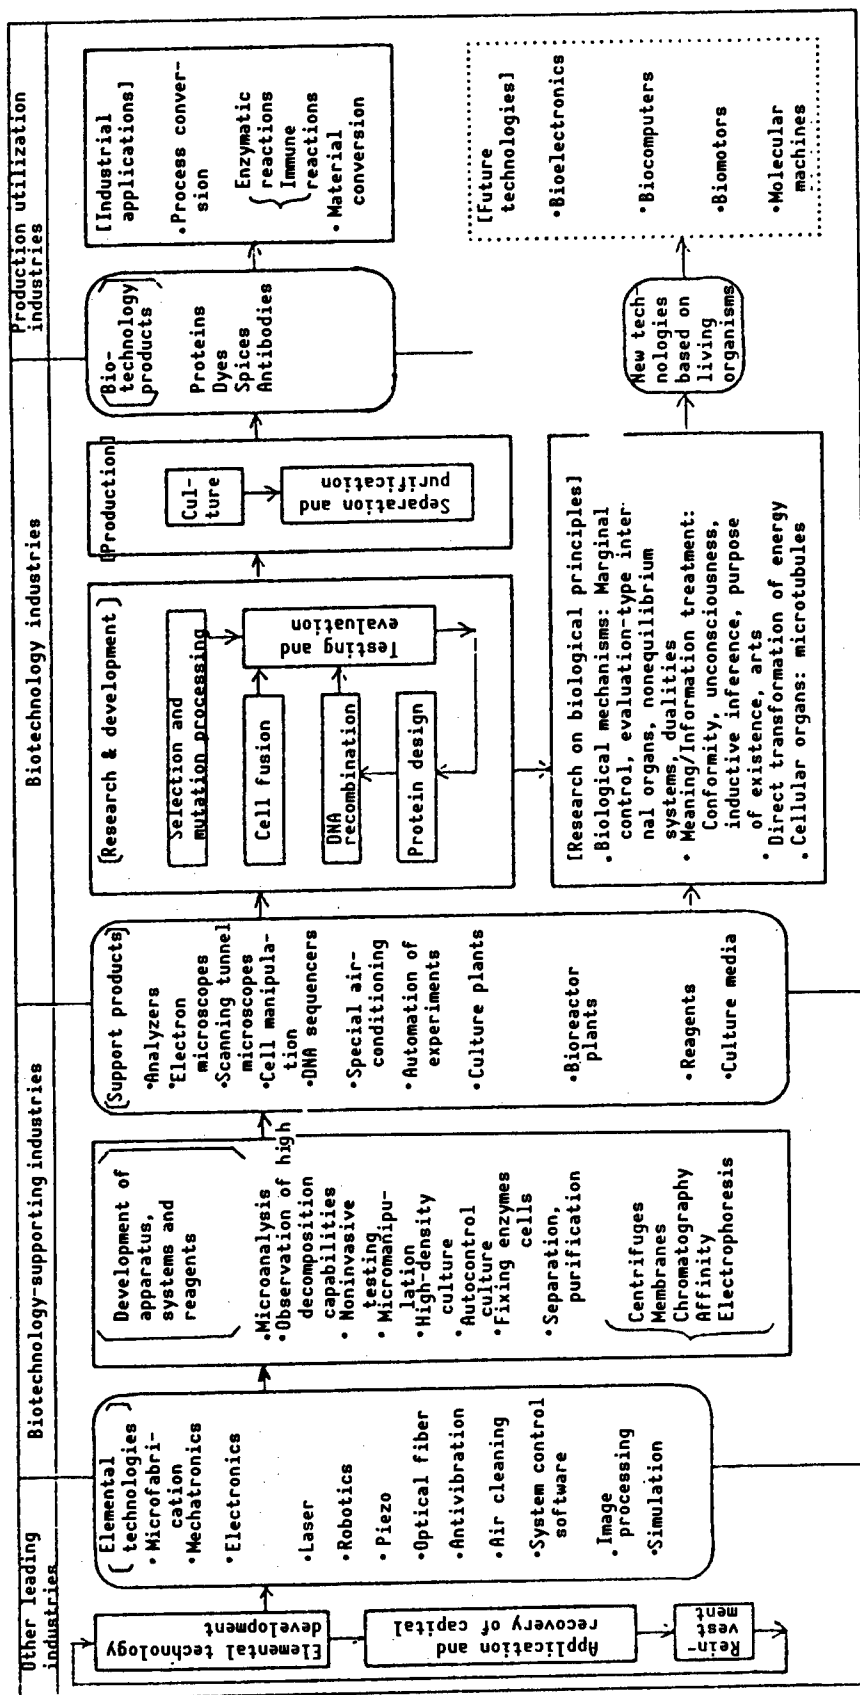 Other leading
industries
Biotechnology-supporting industries
Biotechnology industries
Production utilization
industries
Elemental technology
development
Application and
recovery of capital
Rein-
vest
ment
[Elemental
technologies]
•Microfabri-
cation
•Mechatronics
•Electronics
•Laser
•Robotics
•Piezo
•Optical fiber
•Antivibration
•Air cleaning
•System control
software
•Image
processing
•Simulation
[Development of
apparatus,
systems and
reagents]
•Microanalysis
•Observation of high
decomposition
capabilities
•Noninvasive
testing
•Micromanipu-
lation
•High-density
culture
•Autocontrol
culture
•Fixing enzymes
cells
•Separation,
purification
Centrifuges
Membranes
Chromatography
Affinity
Electrophoresis
[Support products]
•Analyzers
•Electron
microscopes
•Scanning tunnel
microscopes
•Cell manipula-
tion
•DNA sequencers
•Special air-
conditioning
•Automation of
experiments
•Culture plants
•Bioreactor
plants
•Reagents
•Culture media
[Research & development]
Selection and
mutation processing
Cell fusion
DNA
recombination
Protein design
Testing and
evaluation
[Research on biological principles]
•Biological mechanisms: Marginal
control, evaluation-type inter
nal organs, nonequilibrium
systems, dualities
•Meaning/Information treatment:
Conformity, unconsciousness,
inductive inference, purpose
of existence, arts
•Direct transformation of energy
•Cellular organs: microtubules
[Production]
Cul-
ture
Separation and
purification
[Bio-
technology
products]
Proteins
Dyes
Spices
Antibodies
New tech-
nologies
based on
living
organisms
[Industrial
applications]
•Process conver-
sion
Enzymatic
reactions
Immune
reactions
•Material
conversion
[Future
technologies]
•Bioelectronics
•Biocomputers
•Biomotors
•Molecular
machines